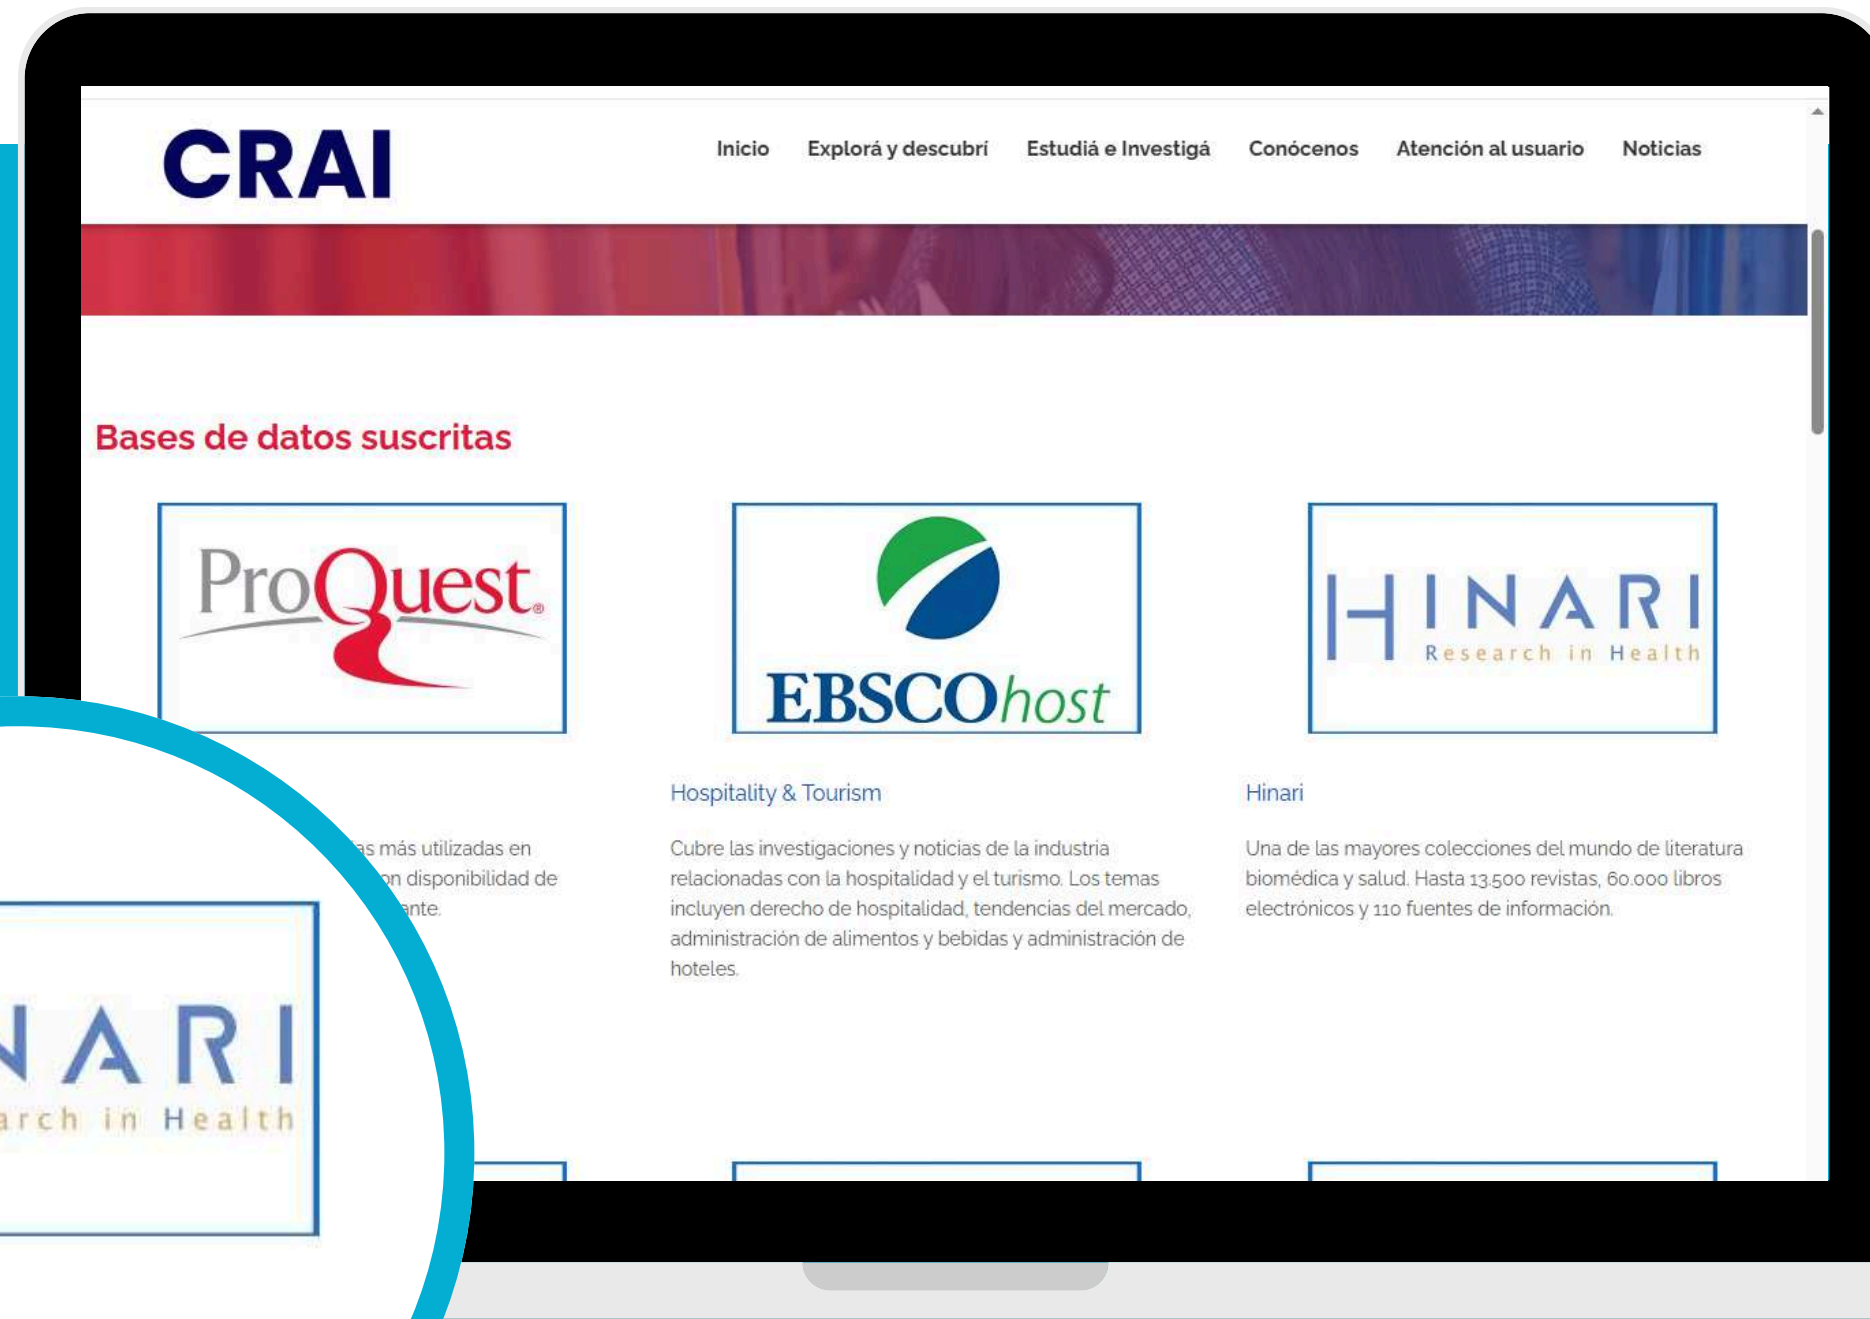 CRAI
Inicio Explorá y descubrí Estudiá e Investigá Conócenos Atención al usuario Noticias
Bases de datos suscritas
ProQuest®
EBSCOhost
HINARI
Research in Health
más utilizadas en
disponibilidad de
Hospitality & Tourism
Cubre las investigaciones y noticias de la industria
relacionadas con la hospitalidad y el turismo. Los temas
incluyen derecho de hospitalidad, tendencias del mercado,
administración de alimentos y bebidas y administración de
hoteles.
Hinari
Una de las mayores colecciones del mundo de literatura
biomédica y salud. Hasta 13.500 revistas, 60.000 libros
electrónicos y 110 fuentes de información.
NARI
arch in Health